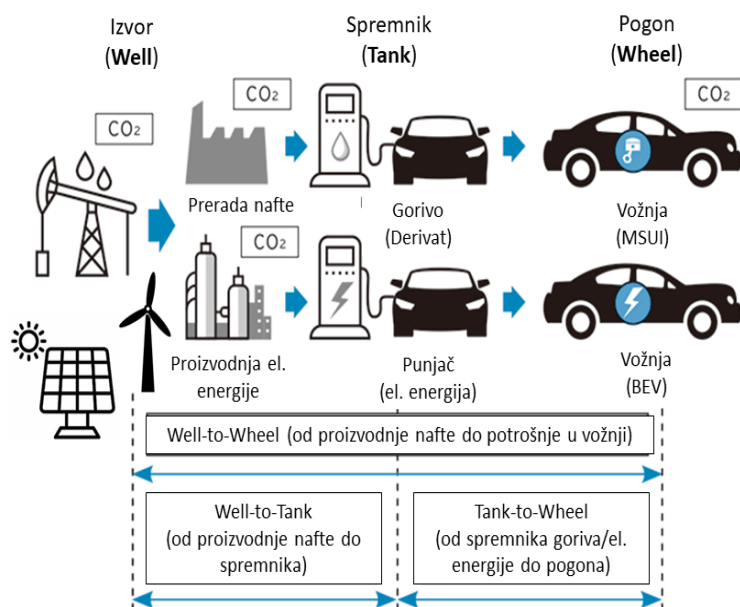 Izvor
(Well)
Spremnik
(Tank)
Pogon
(Wheel)
CO₂
CO₂
CO₂
Prerada nafte
Gorivo
(Derivat)
Vožnja
(MSUI)
CO₂
Proizvodnja el.
energije
Punjač
(el. energija)
Vožnja
(BEV)
Well-to-Wheel (od proizvodnje nafte do potrošnje u vožnji)
Well-to-Tank
(od proizvodnje nafte do
spremnika)
Tank-to-Wheel
(od spremnika goriva/el.
energije do pogona)